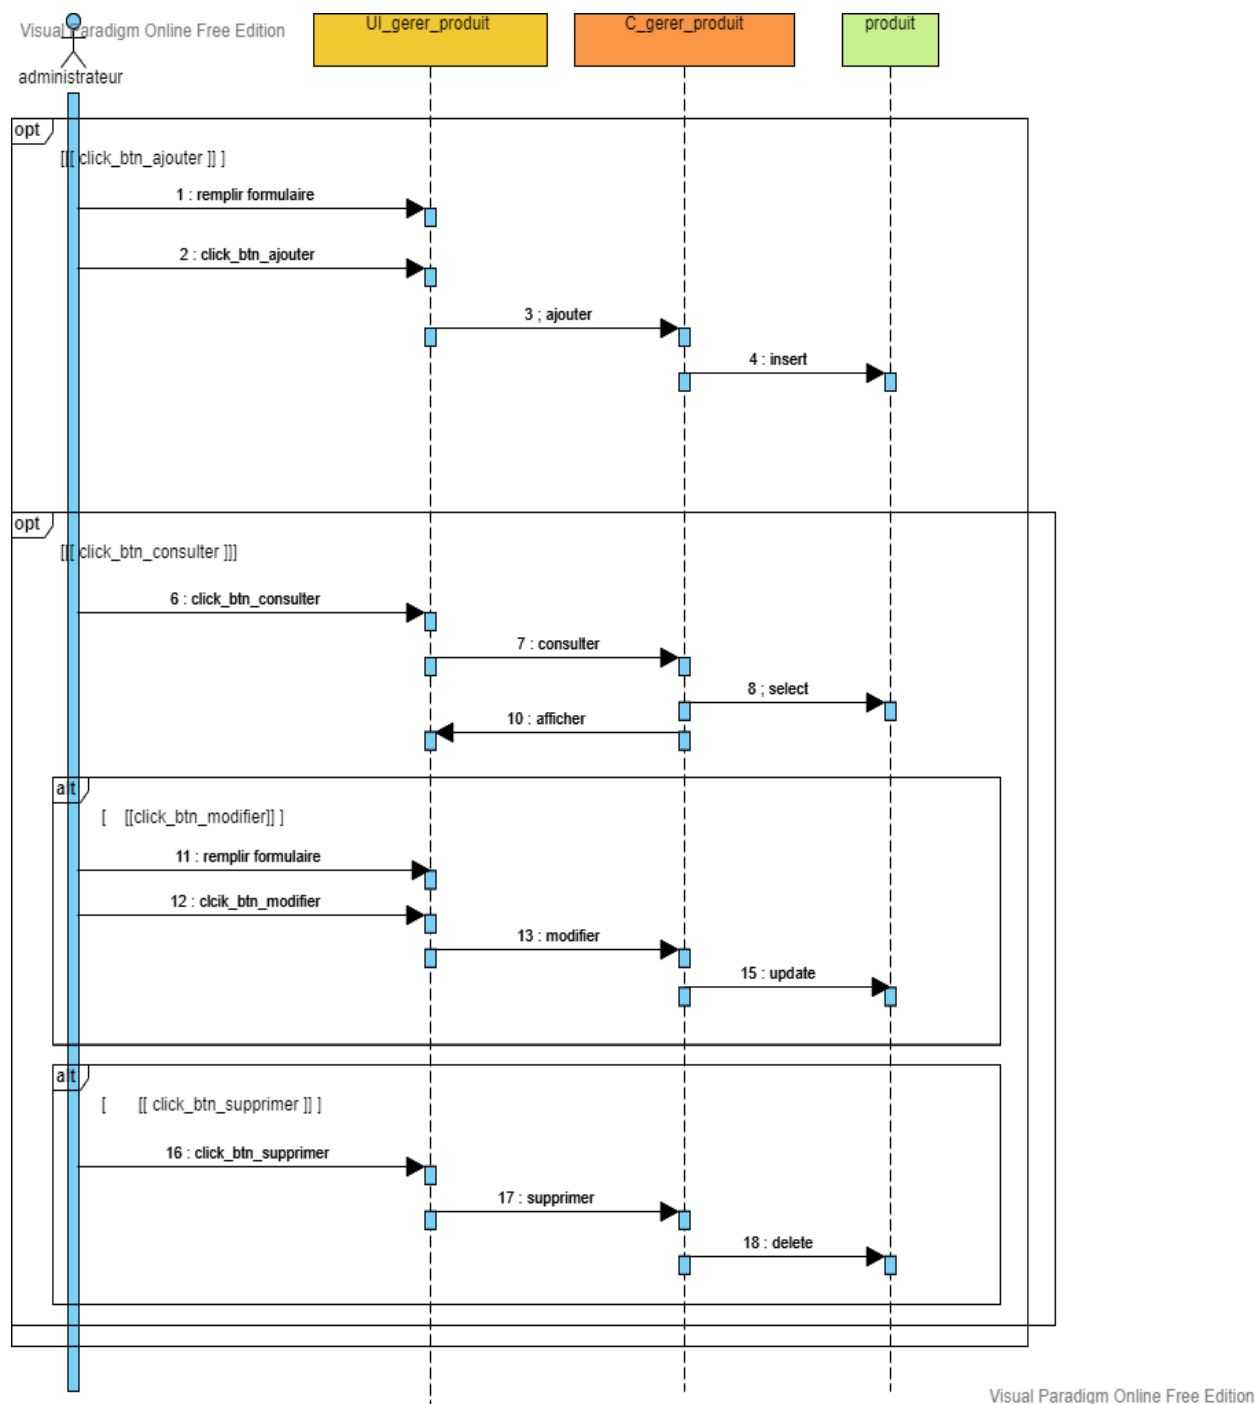 Visual Paradigm Online Free Edition
administrateur
UI_gerer_produit
C_gerer_produit
produit
opt
[[[ click_btn_ajouter ]] ]
1 : remplir formulaire
2 : click_btn_ajouter
3 ; ajouter
4 : insert
opt
[[[ click_btn_consulter ]]]
6 : click_btn_consulter
7 : consulter
8 ; select
10 : afficher
alt
[ [[click_btn_modifier]] ]
11 : remplir formulaire
12 : clcik_btn_modifier
13 : modifier
15 : update
alt
[ [[ click_btn_supprimer ]] ]
16 : click_btn_supprimer
17 : supprimer
18 : delete
Visual Paradigm Online Free Edition